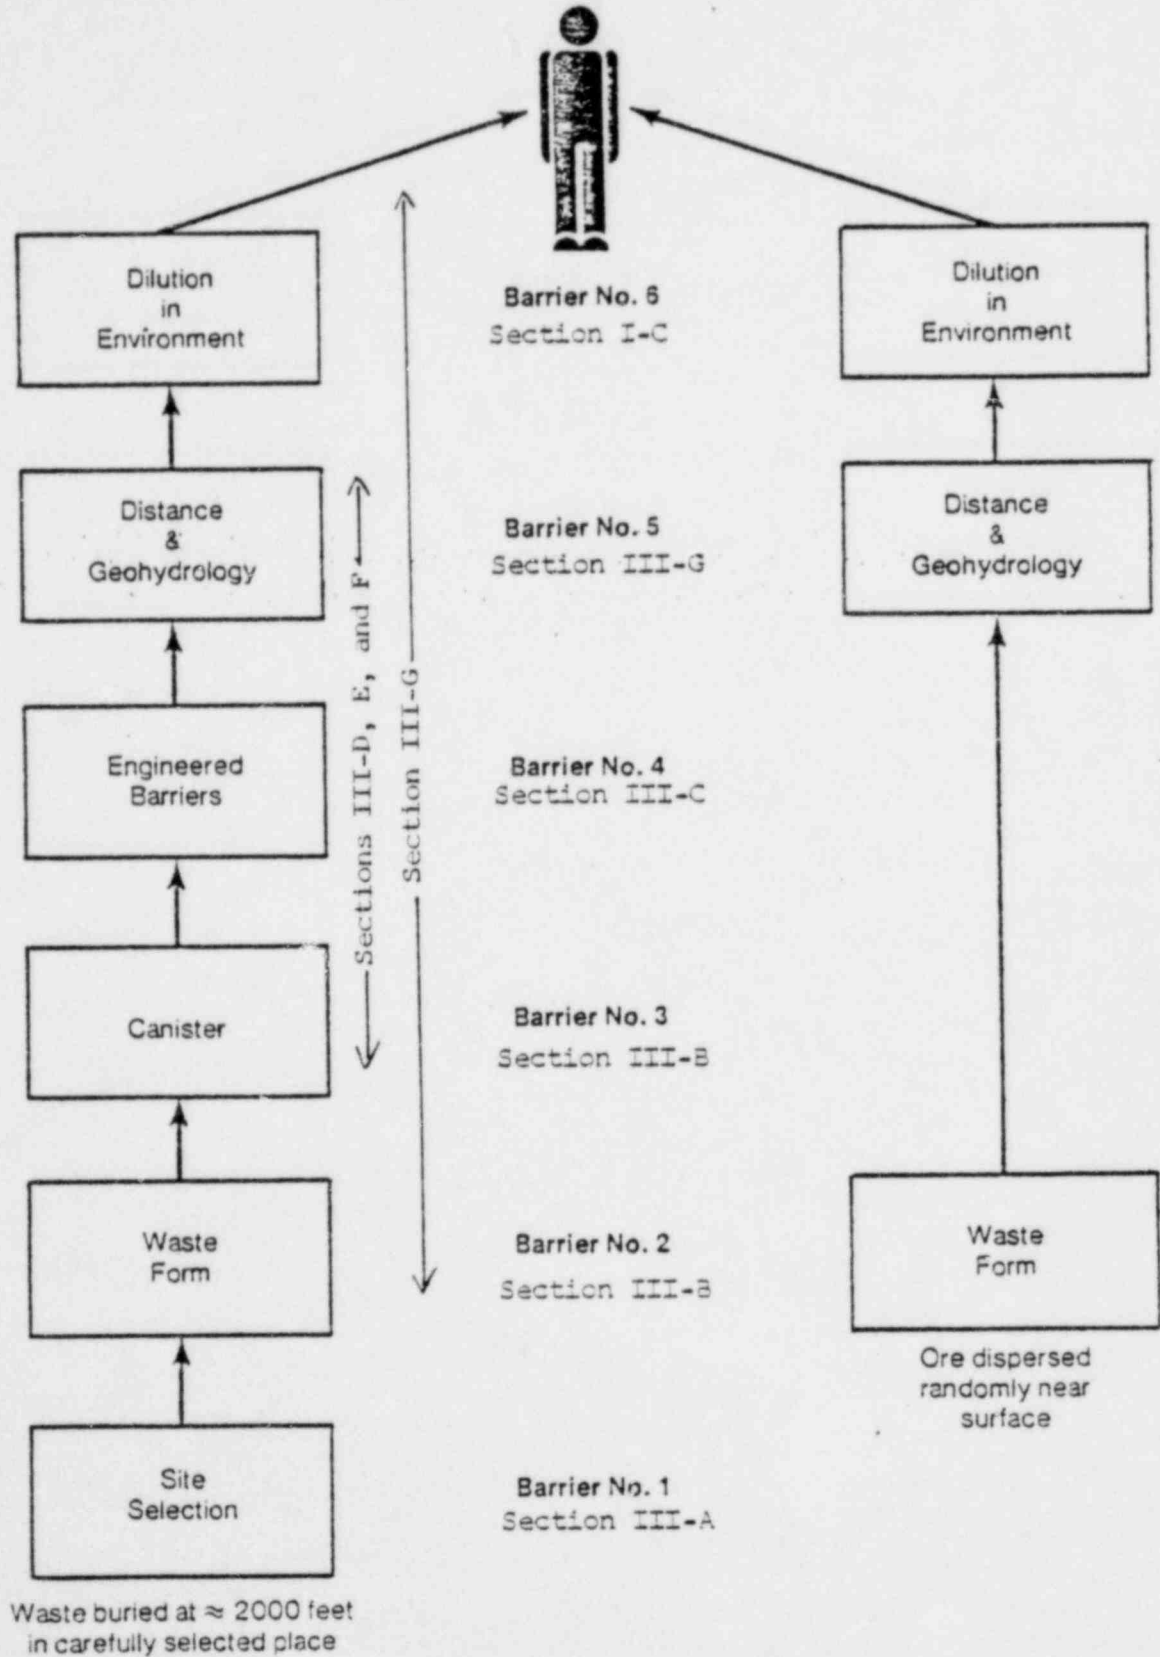 Dilution
in
Environment
Distance
&
Geohydrology
Engineered
Barriers
Canister
Waste
Form
Site
Selection
Waste buried at ≈ 2000 feet
in carefully selected place
Sections III-D, E, and F
Section III-G
Barrier No. 6
Section I-C
Barrier No. 5
Section III-G
Barrier No. 4
Section III-C
Barrier No. 3
Section III-B
Barrier No. 2
Section III-B
Barrier No. 1
Section III-A
Dilution
in
Environment
Distance
&
Geohydrology
Waste
Form
Ore dispersed
randomly near
surface